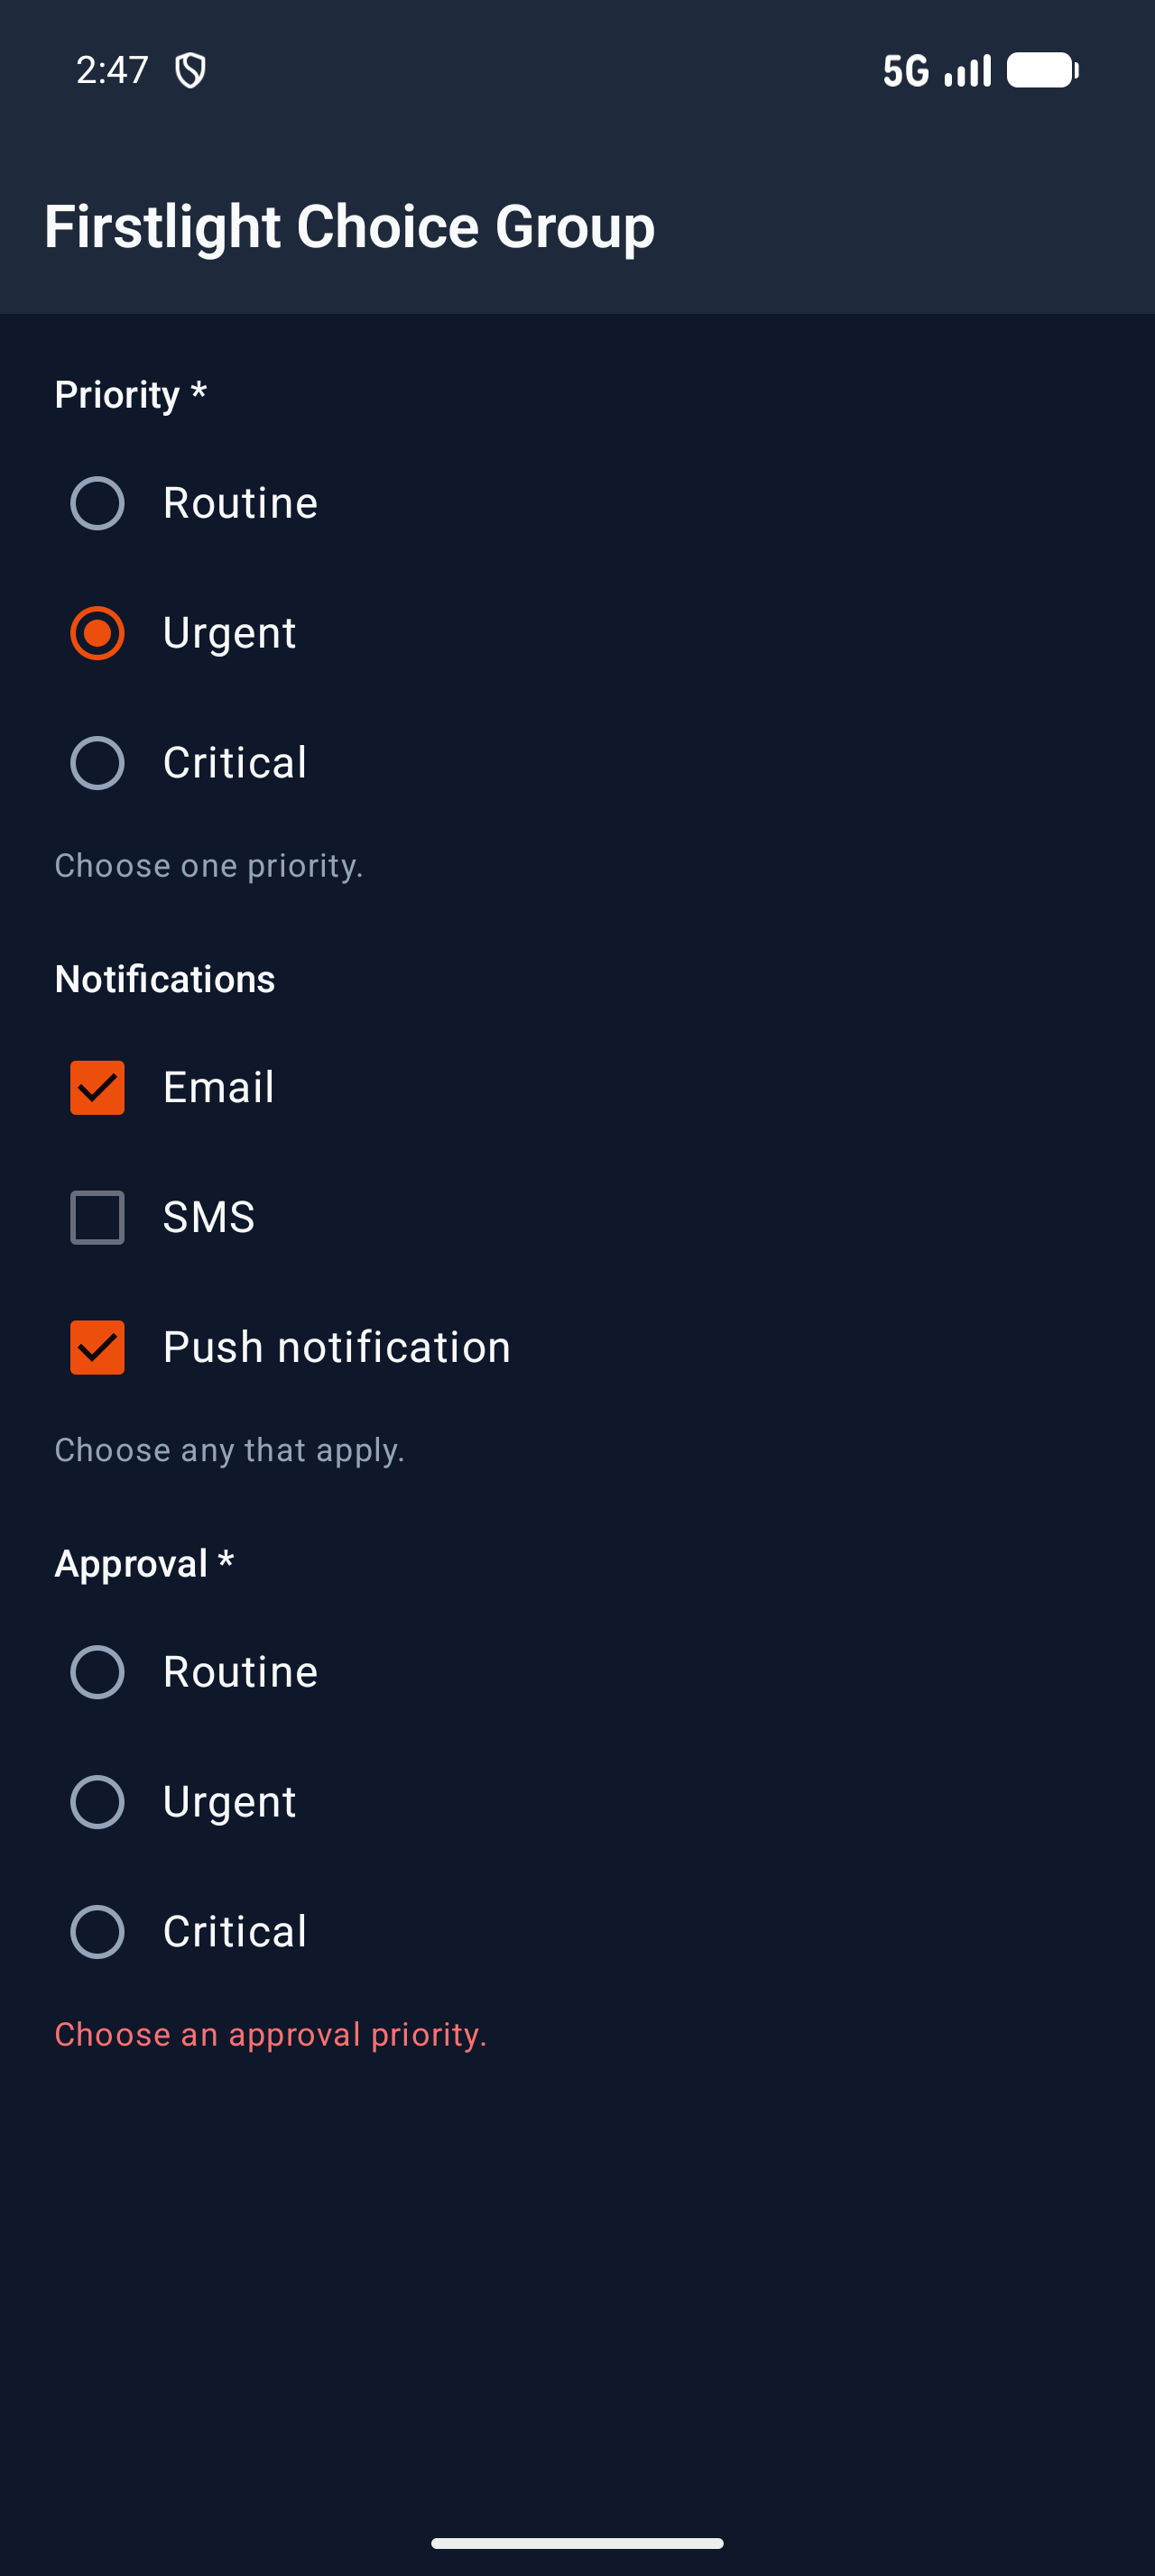 2:47
5G
Firstlight Choice Group
Priority *
Routine
Urgent
Critical
Choose one priority.
Notifications
Email
SMS
Push notification
Choose any that apply.
Approval *
Routine
Urgent
Critical
Choose an approval priority.